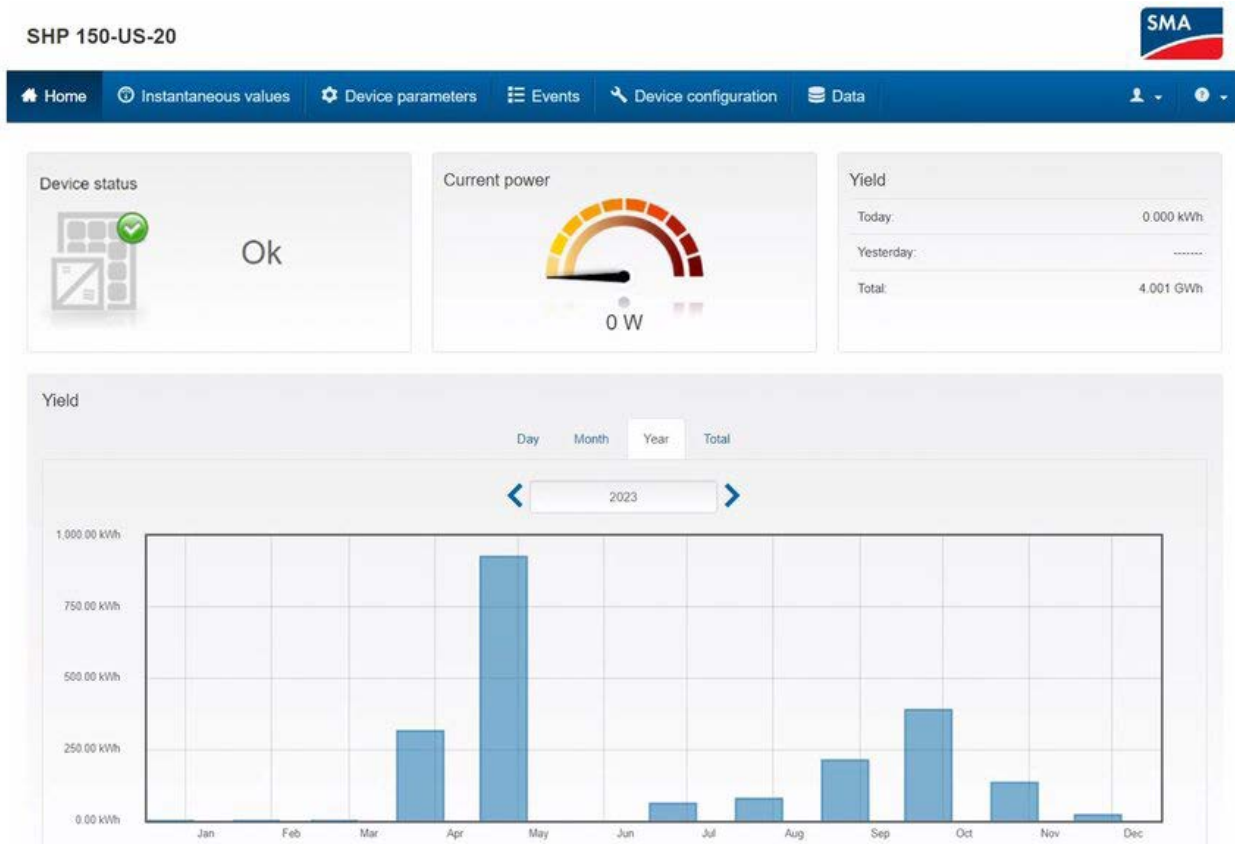 SHP 150-US-20
SMA
Home Instantaneous values Device parameters Events Device configuration Data
Device status
Ok
Current power
0 W
Yield
Today: 0.000 kWh
Yesterday: -------
Total: 4.001 GWh
Yield
Day Month Year Total
2023
1,000.00 kWh
750.00 kWh
500.00 kWh
250.00 kWh
0.00 kWh
Jan Feb Mar Apr May Jun Jul Aug Sep Oct Nov Dec